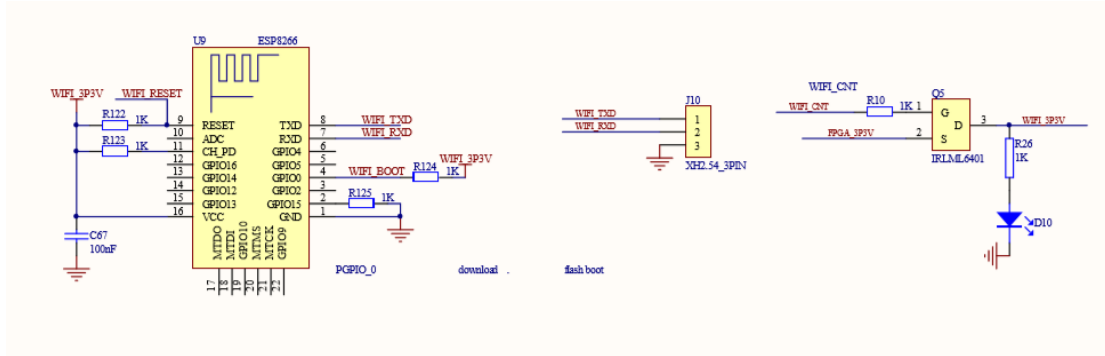 U9 ESP8266
WIFI_3P3V
WIFI_RESET
R122
1K
R123
1K
C67
100nF
9 RESET
10 ADC
11 CH_PD
12 GPIO16
13 GPIO14
14 GPIO12
15 GPIO13
16 VCC
TXD 8 WIFI_TXD
RXD 7 WIFI_RXD
GPIO4 6
GPIO5 5
GPIO0 4 WIFI_BOOT R124 1K WIFI_3P3V
GPIO2 3
GPIO15 2 R125 1K
GND 1
MTDO
MTDI
GPIO10
MTMS
MTCK
GPIO9
17
18
19
20
21
22
PGPIO_0 download . flash boot
J10
WIFI_TXD 1
WIFI_RXD 2
3
XH2.54_3PIN
WIFI_CNT
Q5
WIFI_CNT R10 1K 1 G
FPGA_3P3V 2 S
D 3 WIFI_3P3V
IRLML6401
R26
1K
D10